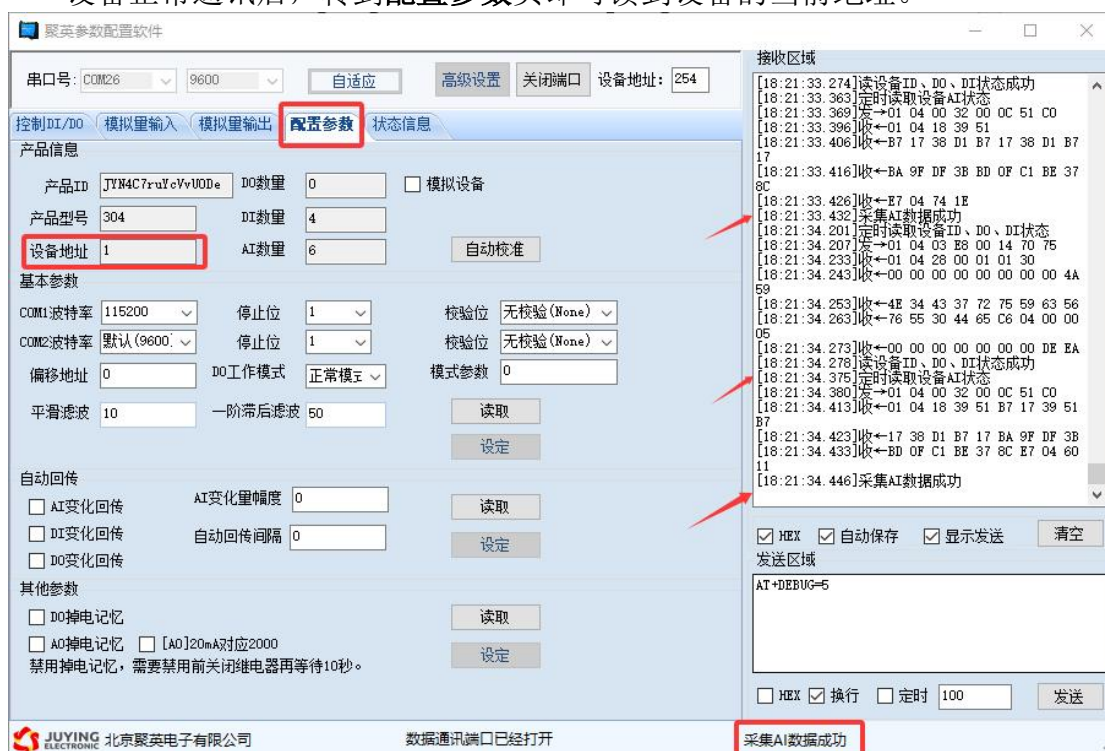 设备正常通讯后，转到配置参数页即可读到设备的当前地址。
聚英参数配置软件
串口号: COM26 9600 自适应 高级设置 关闭端口 设备地址: 254
控制DI/DO 模拟量输入 模拟量输出 配置参数 状态信息
产品信息
产品ID JYN4C7ruYcVvU0De DO数量 0 模拟设备
产品型号 304 DI数量 4
设备地址 1 AI数量 6 自动校准
基本参数
COM1波特率 115200 停止位 1 校验位 无校验(None)
COM2波特率 默认(9600) 停止位 1 校验位 无校验(None)
偏移地址 0 DO工作模式 正常模式 模式参数 0
平滑滤波 10 一阶带后滤波 50 读取
设定
自动回传
AI变化回传 AI变化量幅度 0 读取
DI变化回传 自动回传间隔 0 设定
DO变化回传
其他参数
DO掉电记忆 读取
AO掉电记忆 [AO]20mA对应2000
设定
禁用掉电记忆，需要禁用前关闭继电器再等待10秒。
接收区域
[18:21:33.274]读设备ID、DO、DI状态成功
[18:21:33.363]定时读取设备AI状态
[18:21:33.369]发→01 04 00 32 00 0C 51 C0
[18:21:33.396]收←01 04 18 39 51
[18:21:33.406]收←B7 17 38 D1 B7 17 38 D1 B7
17
[18:21:33.416]收←BA 9F DF 3B BD 0F C1 BE 37
8C
[18:21:33.426]收←E7 04 74 1E
[18:21:33.432]采集AI数据成功
[18:21:34.201]定时读取设备ID、DO、DI状态
[18:21:34.207]发→01 04 03 E8 00 14 70 75
[18:21:34.233]收←01 04 28 00 01 01 30
[18:21:34.243]收←00 00 00 00 00 00 00 00 4A
59
[18:21:34.253]收←4E 34 43 37 72 75 59 63 56
[18:21:34.263]收←76 55 30 44 65 C6 04 00 00
05
[18:21:34.273]收←00 00 00 00 00 00 00 DE EA
[18:21:34.278]读设备ID、DO、DI状态成功
[18:21:34.375]定时读取设备AI状态
[18:21:34.380]发→01 04 00 32 00 0C 51 C0
[18:21:34.413]收←01 04 18 39 51 B7 17 39 51
B7
[18:21:34.423]收←17 38 D1 B7 17 BA 9F DF 3B
[18:21:34.433]收←BD 0F C1 BE 37 8C E7 04 60
11
[18:21:34.446]采集AI数据成功
HEX 自动保存 显示发送 清空
发送区域
AT+DEBUG=5
HEX 换行 定时 100 发送
JUYING ELECTRONIC 北京聚英电子有限公司 数据通讯端口已经打开 采集AI数据成功